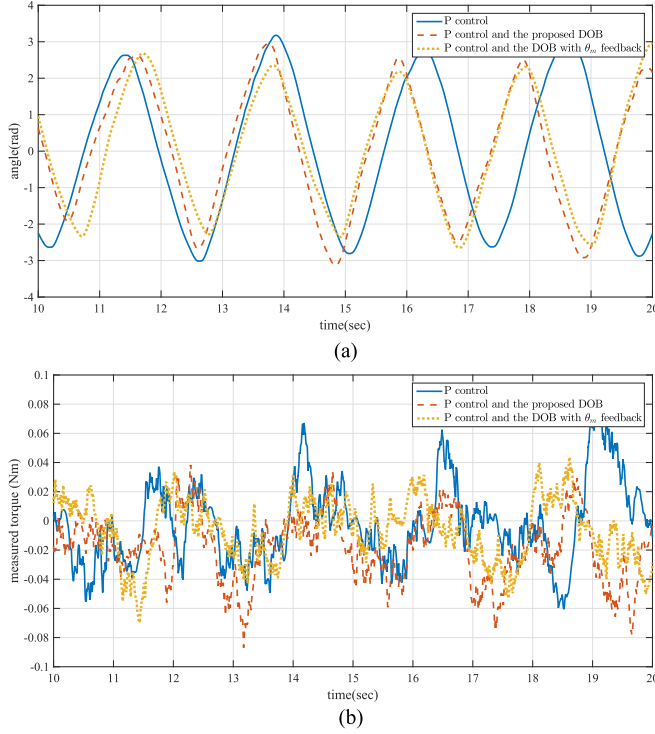 4
3
2
1
0
-1
-2
-3
-4
angle(rad)
P control
P control and the proposed DOB
P control and the DOB with θm feedback
10 11 12 13 14 15 16 17 18 19 20
time(sec)
(a)
0.1
0.08
0.06
0.04
0.02
0
-0.02
-0.04
-0.06
-0.08
-0.1
measured torque (Nm)
P control
P control and the proposed DOB
P control and the DOB with θm feedback
10 11 12 13 14 15 16 17 18 19 20
time(sec)
(b)